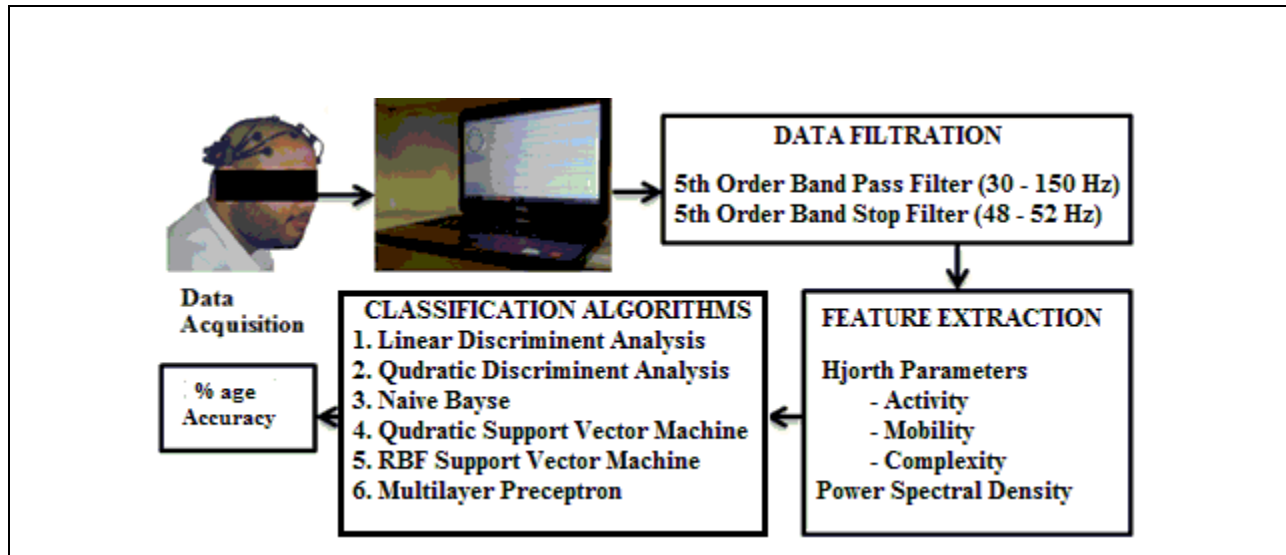 DATA FILTRATION
5th Order Band Pass Filter (30 - 150 Hz)
5th Order Band Stop Filter (48 - 52 Hz)
Data
Acquisition
CLASSIFICATION ALGORITHMS
1. Linear Discriminent Analysis
2. Qudratic Discriminent Analysis
3. Naive Bayse
4. Qudratic Support Vector Machine
5. RBF Support Vector Machine
6. Multilayer Preceptron
FEATURE EXTRACTION
Hjorth Parameters
- Activity
- Mobility
- Complexity
Power Spectral Density
% age
Accuracy